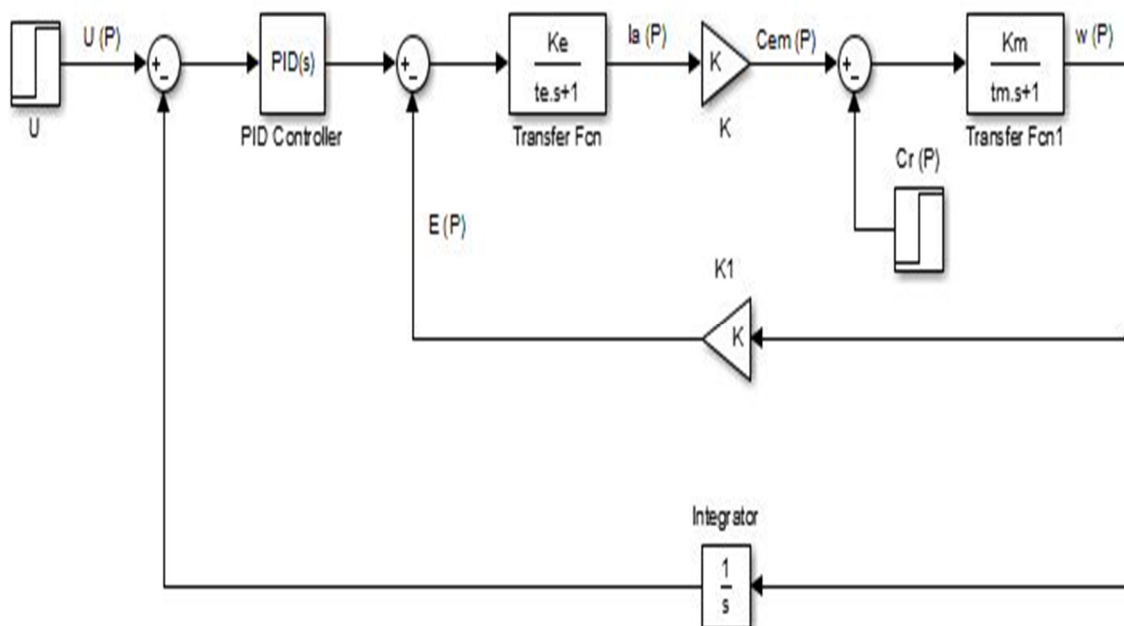 U (P)
+
-
PID(s)
PID Controller
+
-
Ke
te.s+1
Transfer Fcn
Ia (P)
K
K
Cem (P)
+
-
Km
tm.s+1
Transfer Fcn1
w (P)
U
Cr (P)
E (P)
K1
K
Integrator
1
s